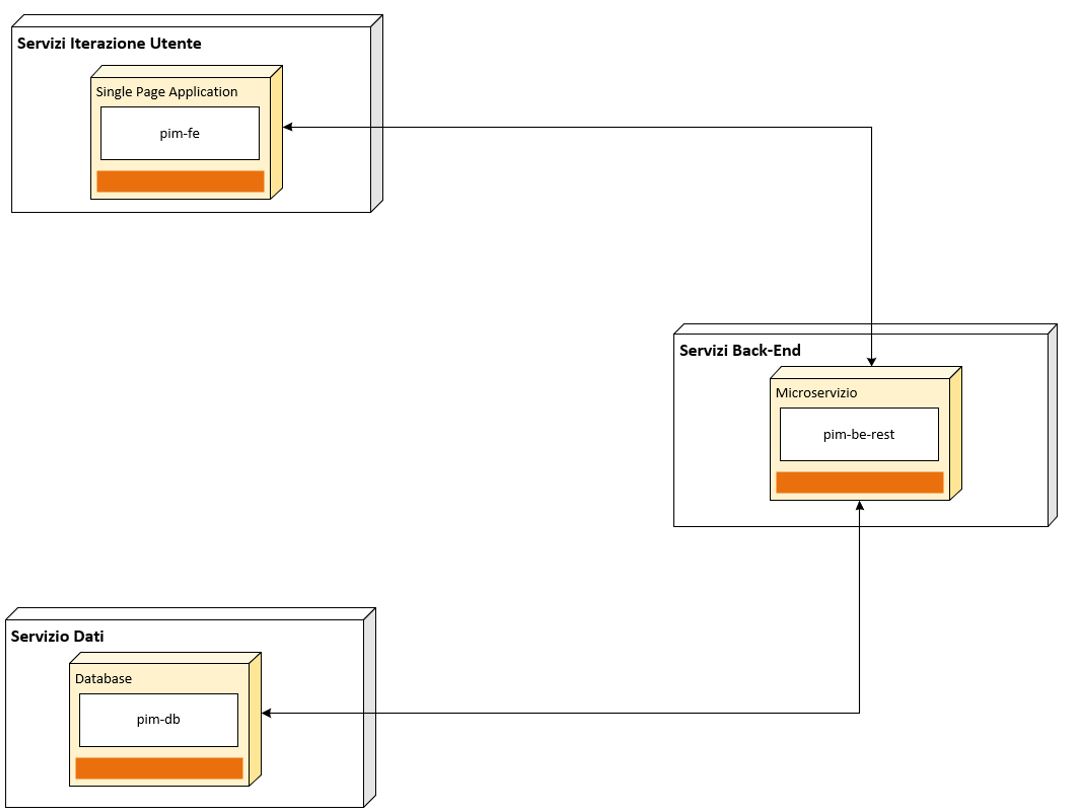 Servizi Iterazione Utente
Single Page Application
pim-fe
Servizi Back-End
Microservizio
pim-be-rest
Servizio Dati
Database
pim-db